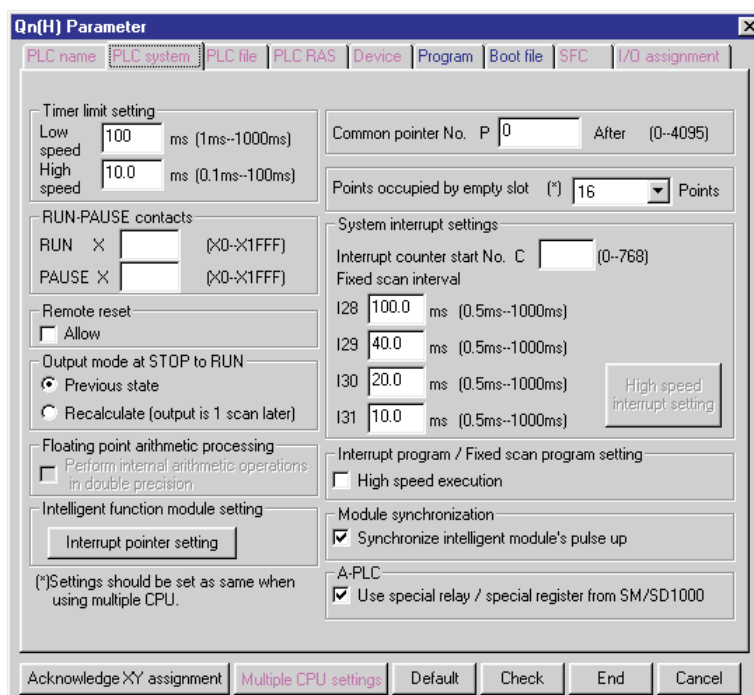 Qn(H) Parameter
PLC name PLC system PLC file PLC RAS Device Program Boot file SFC I/O assignment
Timer limit setting
Low speed 100 ms (1ms--1000ms)
High speed 10.0 ms (0.1ms--100ms)
RUN-PAUSE contacts
RUN X (X0--X1FFF)
PAUSE X (X0--X1FFF)
Remote reset
Allow
Output mode at STOP to RUN
Previous state
Recalculate (output is 1 scan later)
Floating point arithmetic processing
Perform internal arithmetic operations
in double precision
Intelligent function module setting
Interrupt pointer setting
(*)Settings should be set as same when
using multiple CPU.
Common pointer No. P 0 After (0--4095)
Points occupied by empty slot (*) 16 Points
System interrupt settings
Interrupt counter start No. C (0--768)
Fixed scan interval
I28 100.0 ms (0.5ms--1000ms)
I29 40.0 ms (0.5ms--1000ms)
I30 20.0 ms (0.5ms--1000ms)
I31 10.0 ms (0.5ms--1000ms)
High speed
interrupt setting
Interrupt program / Fixed scan program setting
High speed execution
Module synchronization
Synchronize intelligent module's pulse up
A-PLC
Use special relay / special register from SM/SD1000
Acknowledge XY assignment Multiple CPU settings Default Check End Cancel